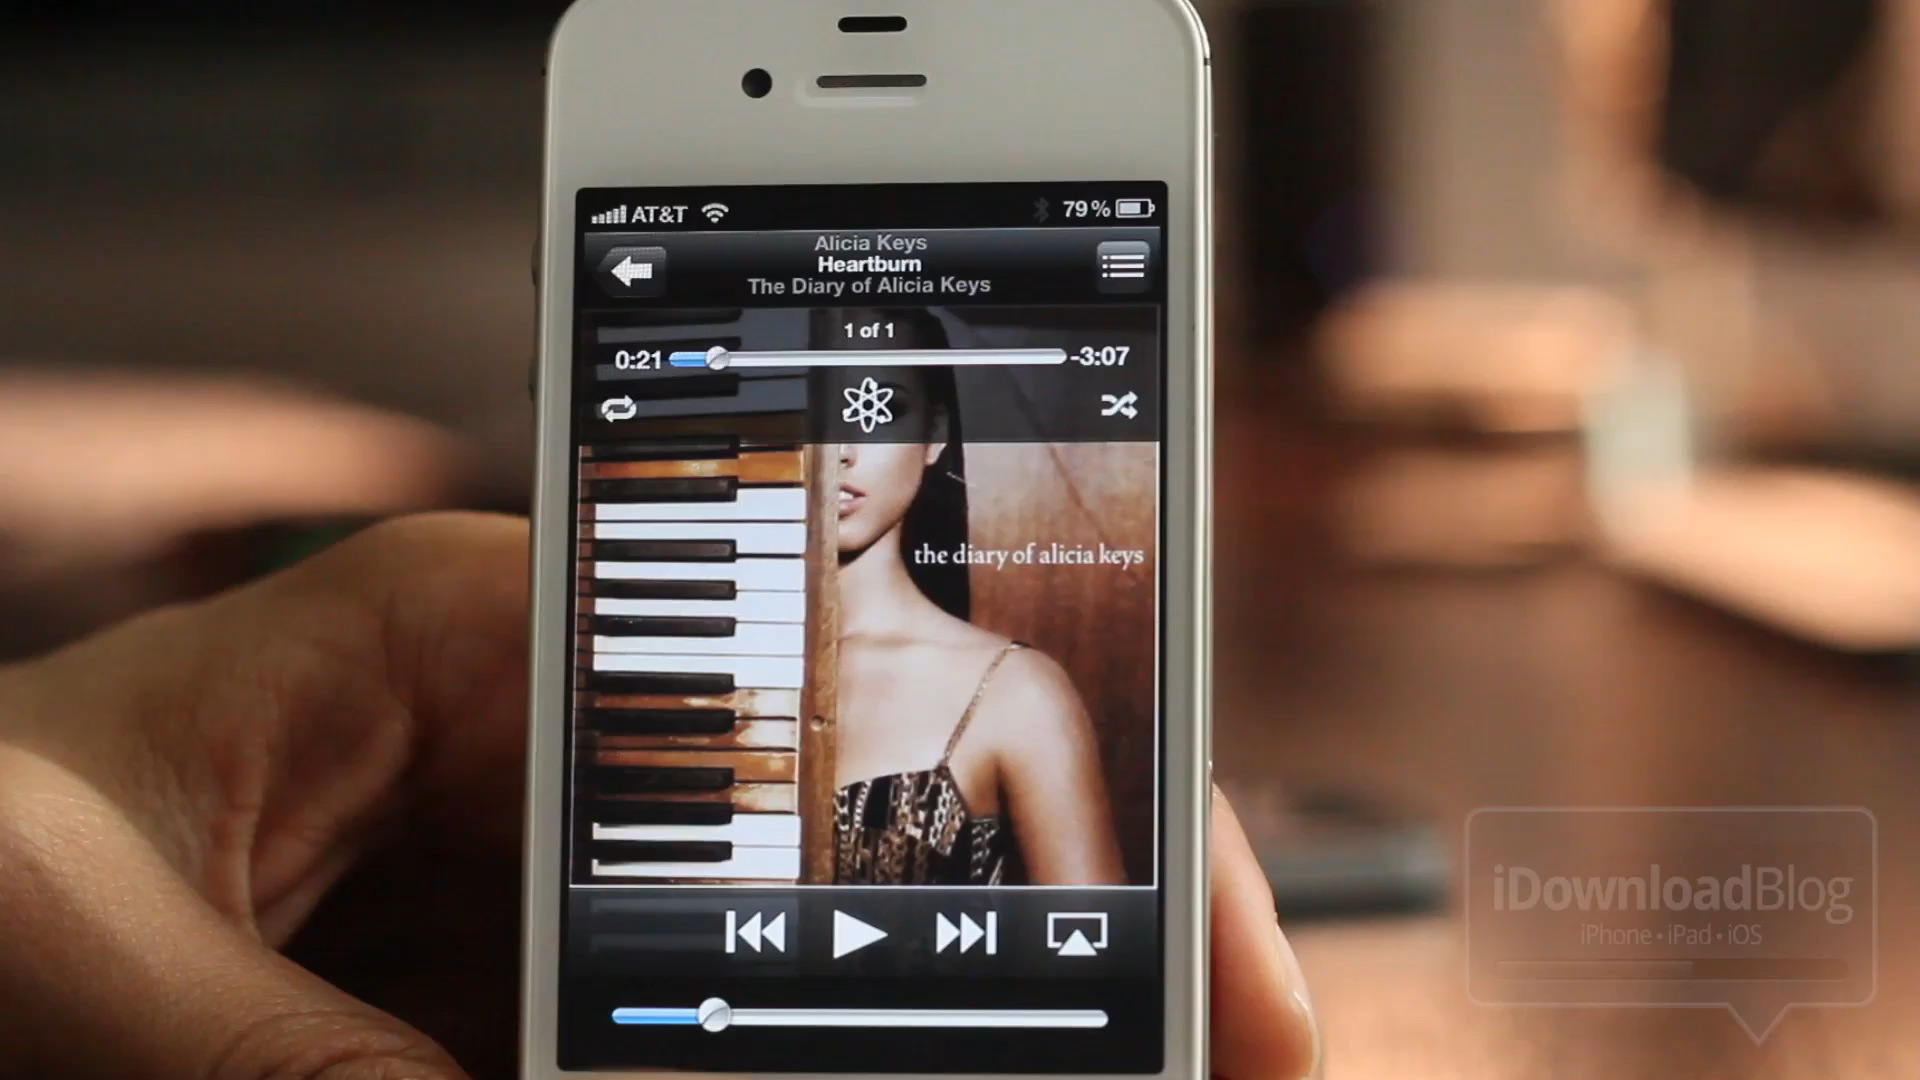 AT&T 79%
Alicia Keys
Heartburn
The Diary of Alicia Keys
1 of 1
0:21 -3:07
the diary of alicia keys
iDownloadBlog
iPhone • iPad • iOS